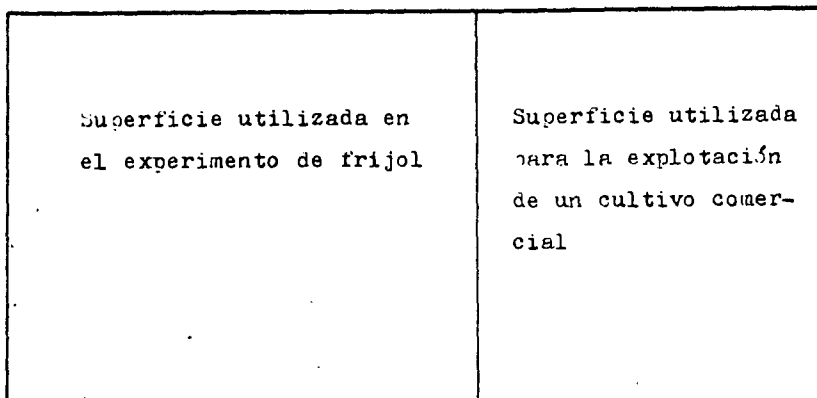 Superficie utilizada en
el experimento de frijol
Superficie utilizada
para la explotación
de un cultivo comer-
cial